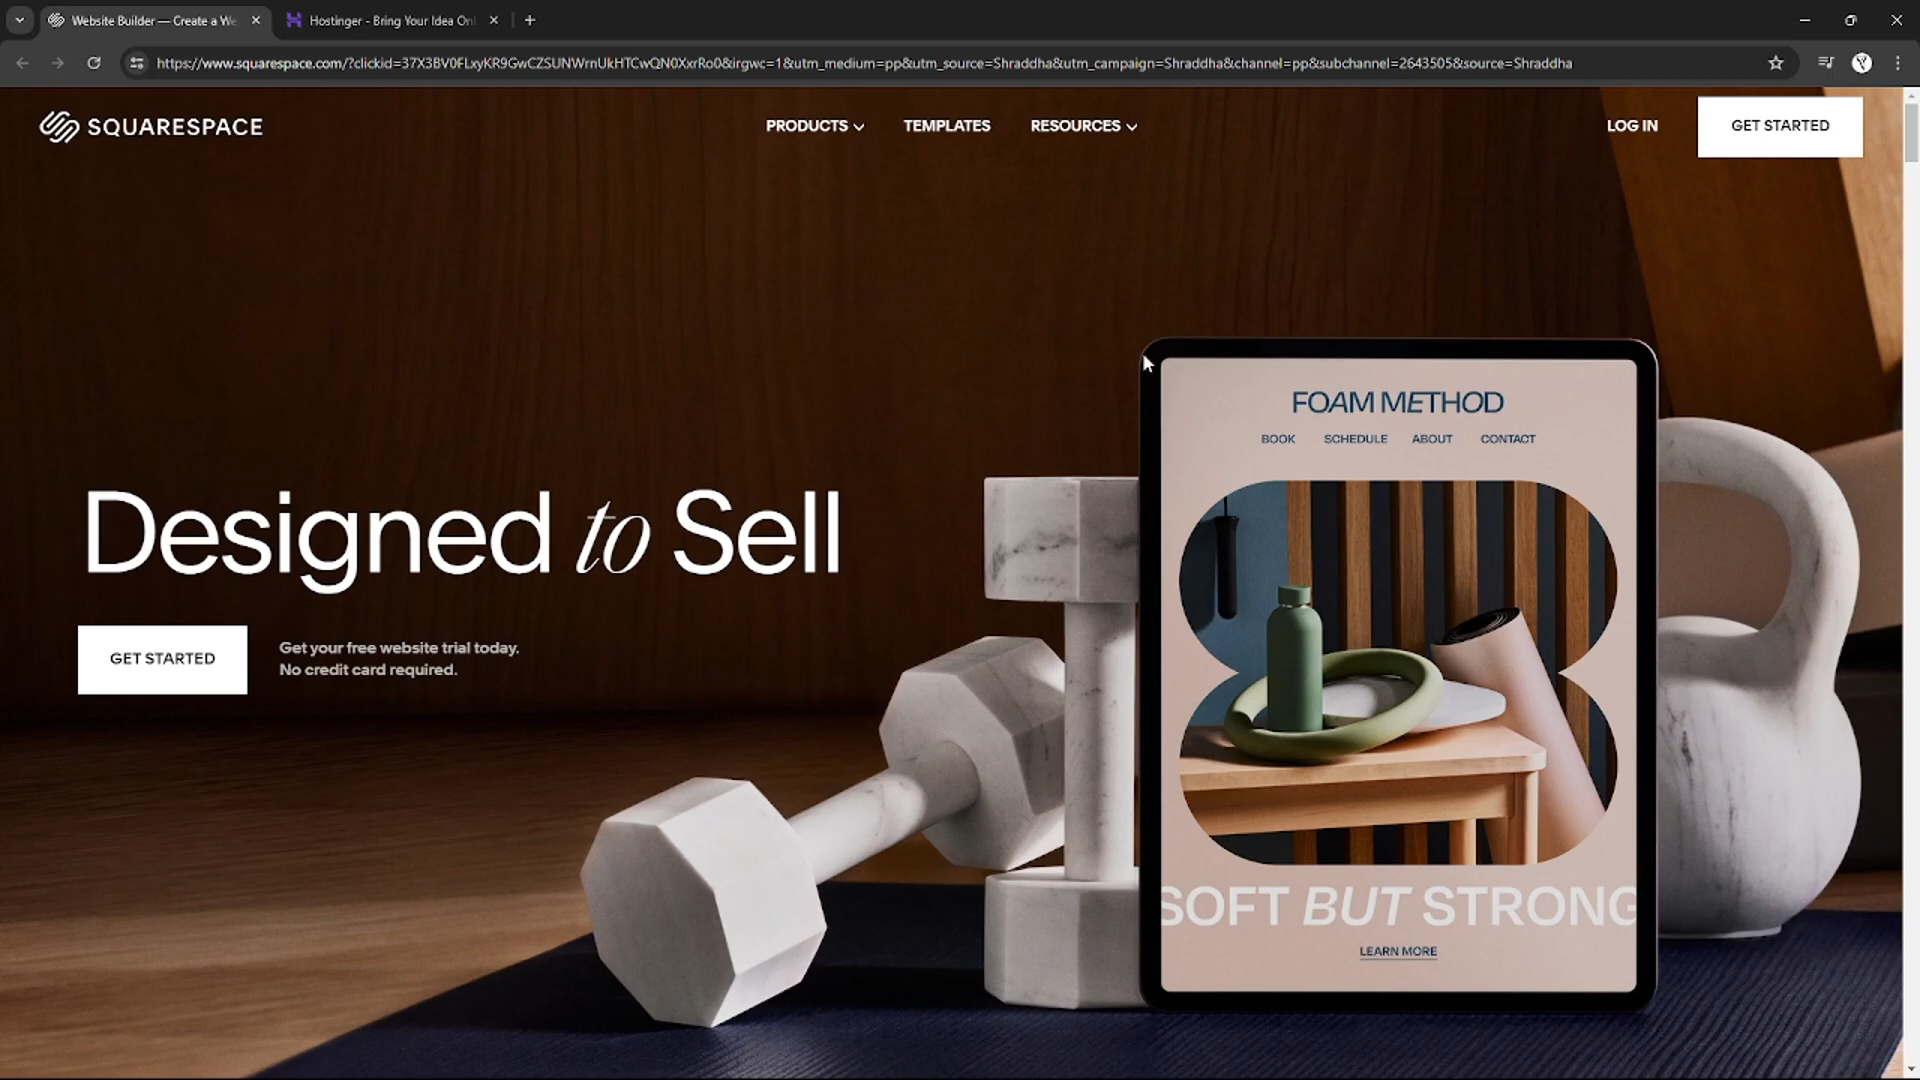 Website Builder — Create a We
Hostinger - Bring Your Idea Onl
https://www.squarespace.com/?clickid=37X3BV0FLxyKR9GwCZSUNWrnUkHTCwQN0XxrRo0&irgwc=1&utm_medium=pp&utm_source=Shraddha&utm_campaign=Shraddha&channel=pp&subchannel=2643505&source=Shraddha
SQUARESPACE
PRODUCTS
TEMPLATES
RESOURCES
LOG IN
GET STARTED
Designed to Sell
GET STARTED
Get your free website trial today.
No credit card required.
FOAM METHOD
BOOK
SCHEDULE
ABOUT
CONTACT
SOFT BUT STRONG
LEARN MORE